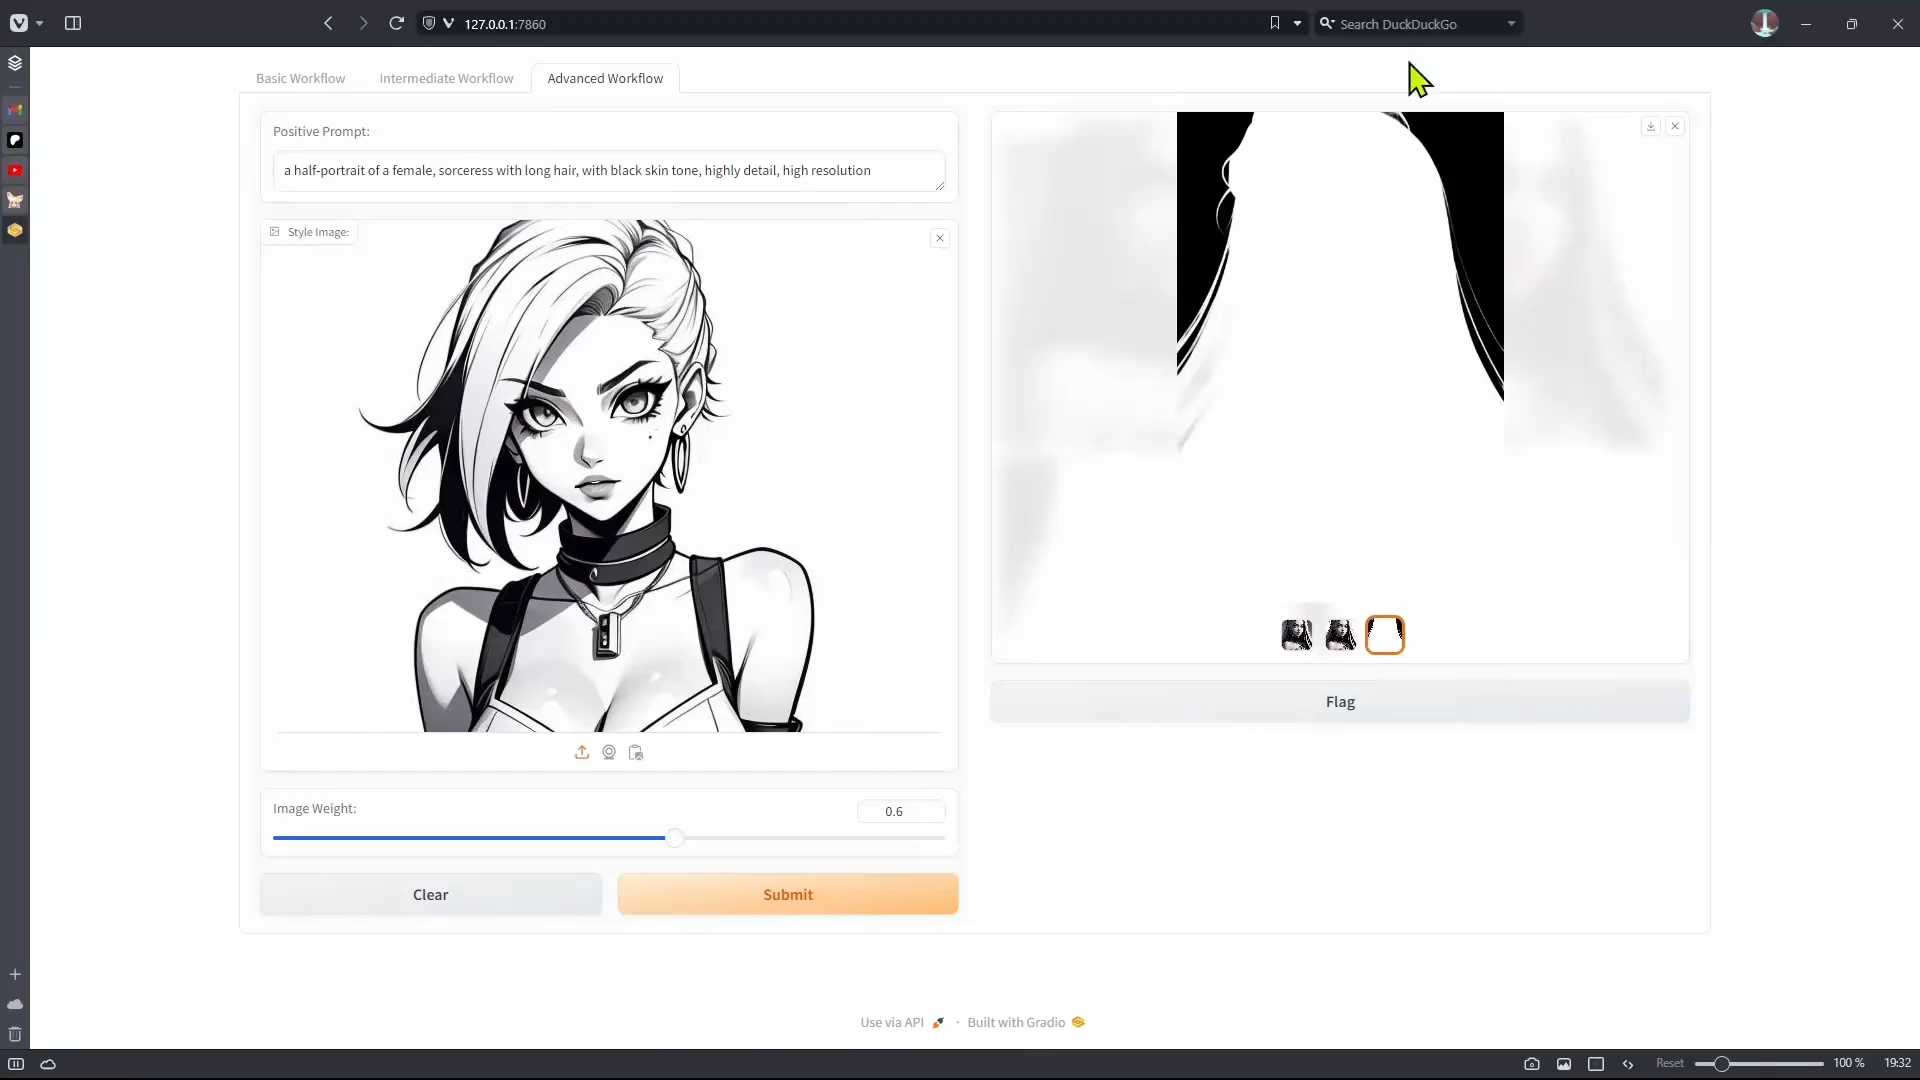 127.0.0.1:7860
Search DuckDuckGo
Basic Workflow
Intermediate Workflow
Advanced Workflow
Positive Prompt:
a half-portrait of a female, sorceress with long hair, with black skin tone, highly detail, high resolution
Style Image:
Flag
Image Weight:
0.6
Clear
Submit
Use via API · Built with Gradio
Reset
100 %
19:32